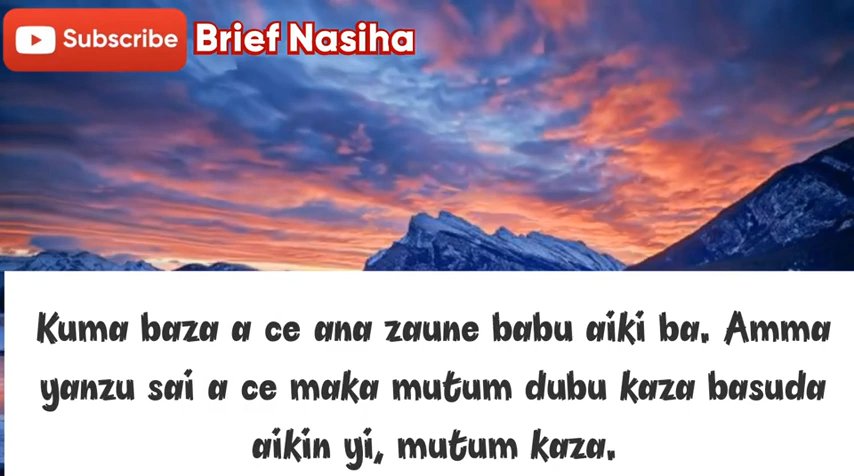 Subscribe Brief Nasiha
Kuma baza a ce ana zaune babu aiki ba. Amma
yanzu sai a ce maka mutum dubu kaza basuda
aikin yi, mutum kaza.